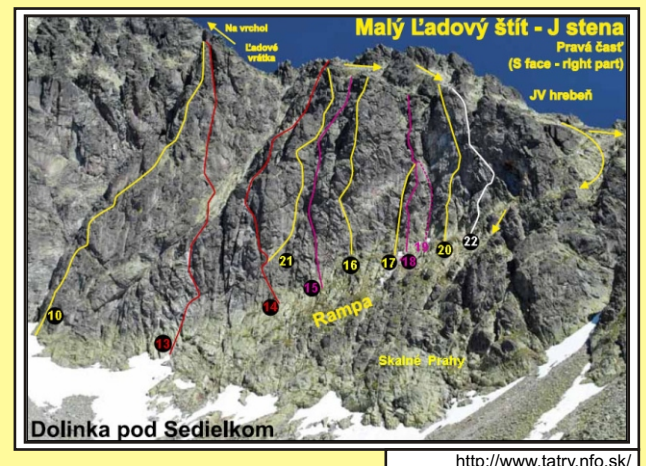 Malý Ľadový štít - J stena
Pravá časť
(S face - right part)
Na vrchol
Ľadové
vrátka
JV hrebeň
10
13
14
21
15
16
17
18
19
20
22
Rampa
Skalné Prahy
Dolinka pod Sedielkom
http://www.tatry.nfo.sk/